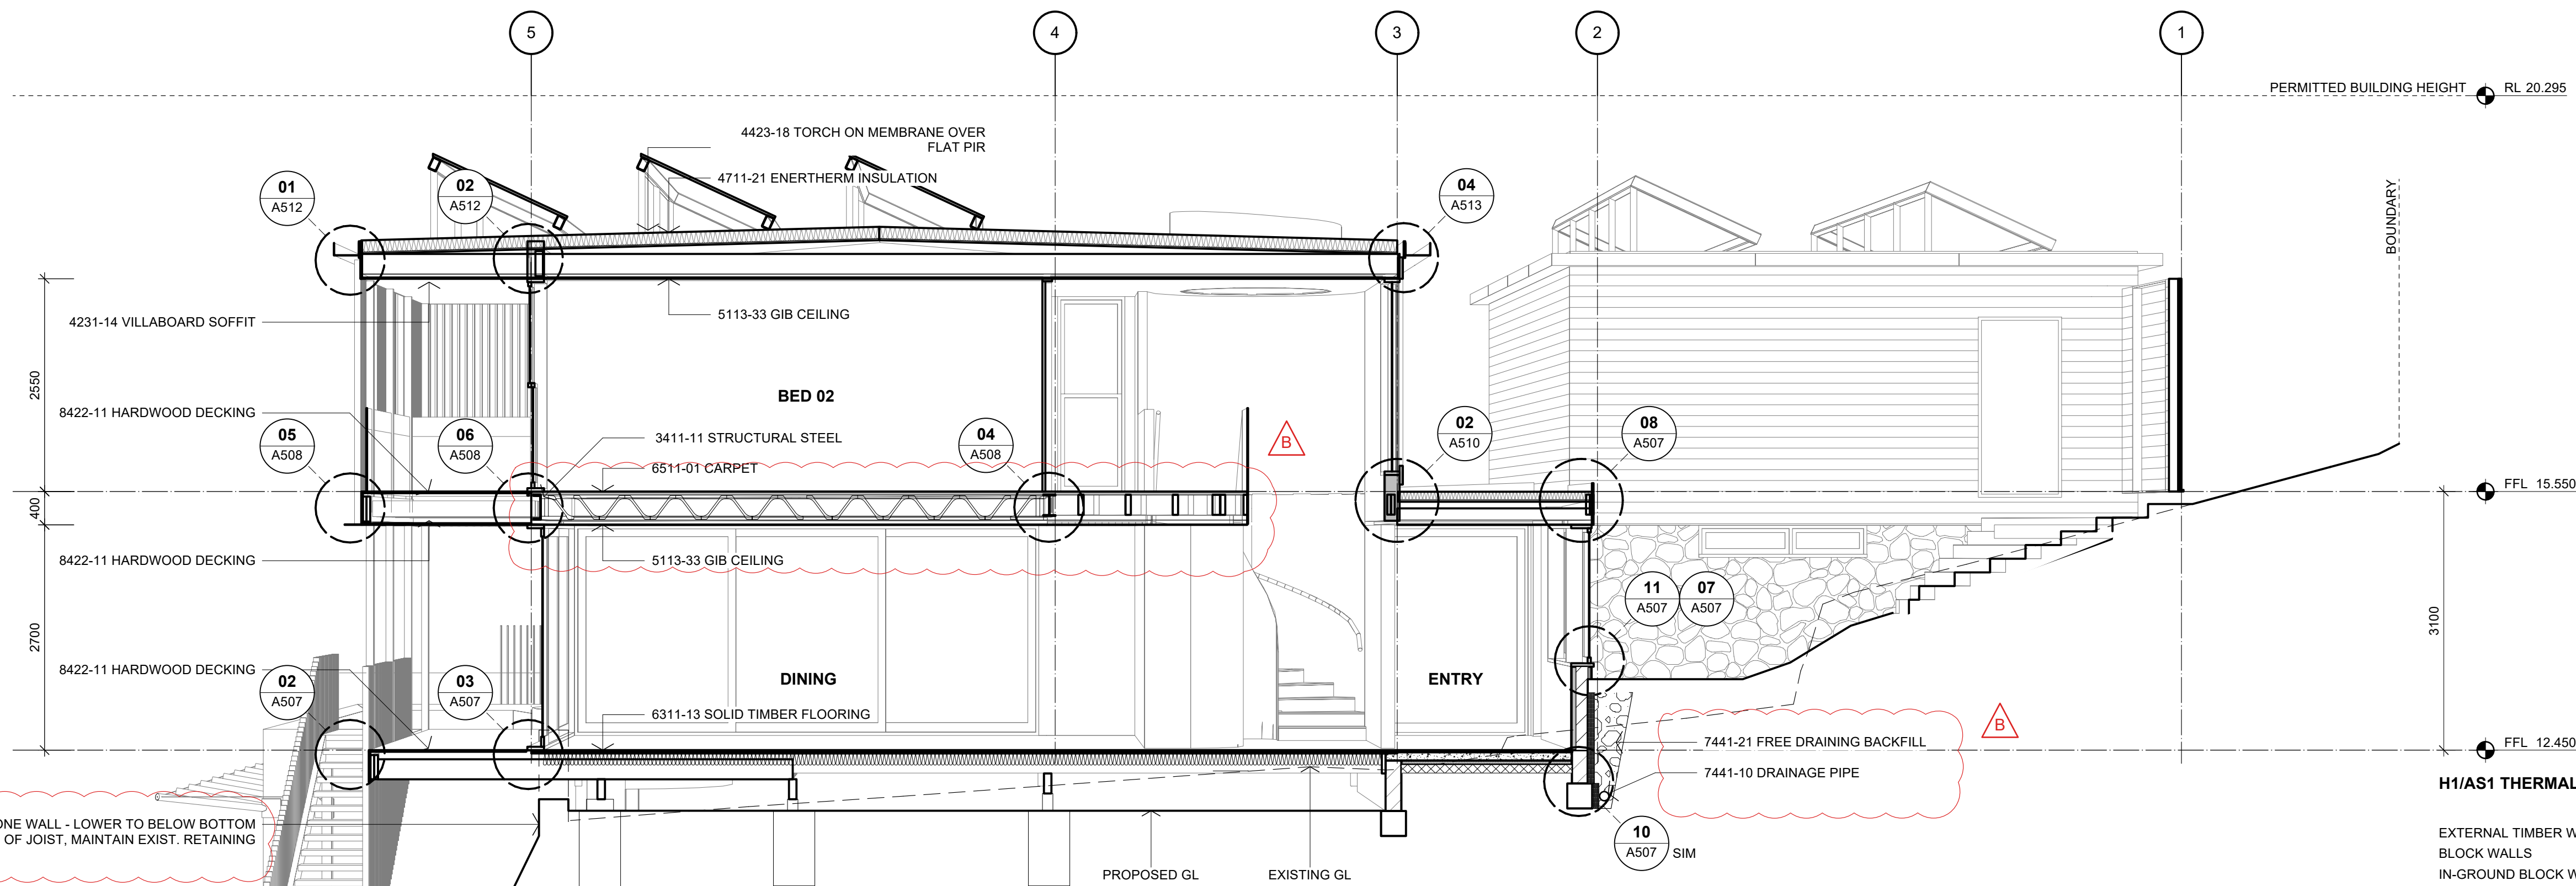 5
4
3
2
1
PERMITTED BUILDING HEIGHT
RL 20.295
4423-18 TORCH ON MEMBRANE OVER
FLAT PIR
4711-21 ENERTHERM INSULATION
01
A512
02
A512
04
A513
BOUNDARY
4231-14 VILLABOARD SOFFIT
5113-33 GIB CEILING
2550
BED 02
8422-11 HARDWOOD DECKING
05
A508
06
A508
3411-11 STRUCTURAL STEEL
6511-01 CARPET
04
A508
B
02
A510
08
A507
FFL 15.550
400
8422-11 HARDWOOD DECKING
5113-33 GIB CEILING
11
A507
07
A507
2700
3100
8422-11 HARDWOOD DECKING
02
A507
03
A507
DINING
ENTRY
6311-13 SOLID TIMBER FLOORING
B
7441-21 FREE DRAINING BACKFILL
7441-10 DRAINAGE PIPE
FFL 12.450
H1/AS1 THERMAL
ONE WALL - LOWER TO BELOW BOTTOM
OF JOIST, MAINTAIN EXIST. RETAINING
10
A507
SIM
PROPOSED GL
EXISTING GL
EXTERNAL TIMBER W
BLOCK WALLS
IN-GROUND BLOCK W